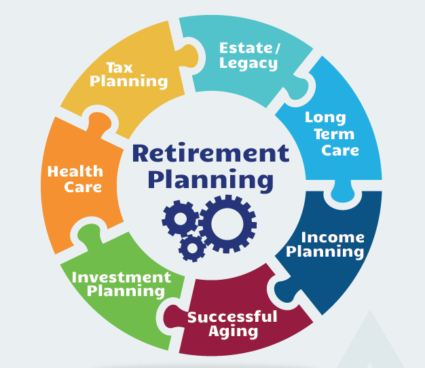 Estate/
Legacy
Long
Term
Care
Income
Planning
Successful
Aging
Investment
Planning
Health
Care
Tax
Planning
Retirement
Planning